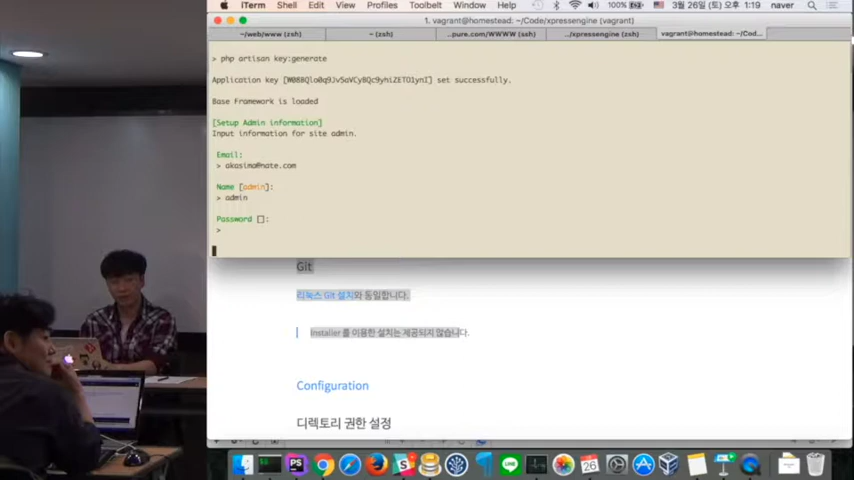 iTerm Shell Edit View Profiles Toolbelt Window Help 100% 3월 26일 (토) 1:19 naver
1. vagrant@homestead: ~/Code/xpressengine (vagrant)
~/web/www (zsh) ~ (zsh) ...pure.com/WWWW (ssh) ../xpressengine (zsh) vagrant@homestead: ~/Cod...
> php artisan key:generate
Application key set successfully.
Base Framework is loaded
[Setup Admin information]
Input information for site admin.
Email:
> akasima@nate.com
Name [admin]:
> admin
Password []:
>
Git
리눅스 Git 설치와 동일합니다.
Installer 를 이용한 설치는 제공되지 않습니다.
Configuration
디렉토리 권한 설정